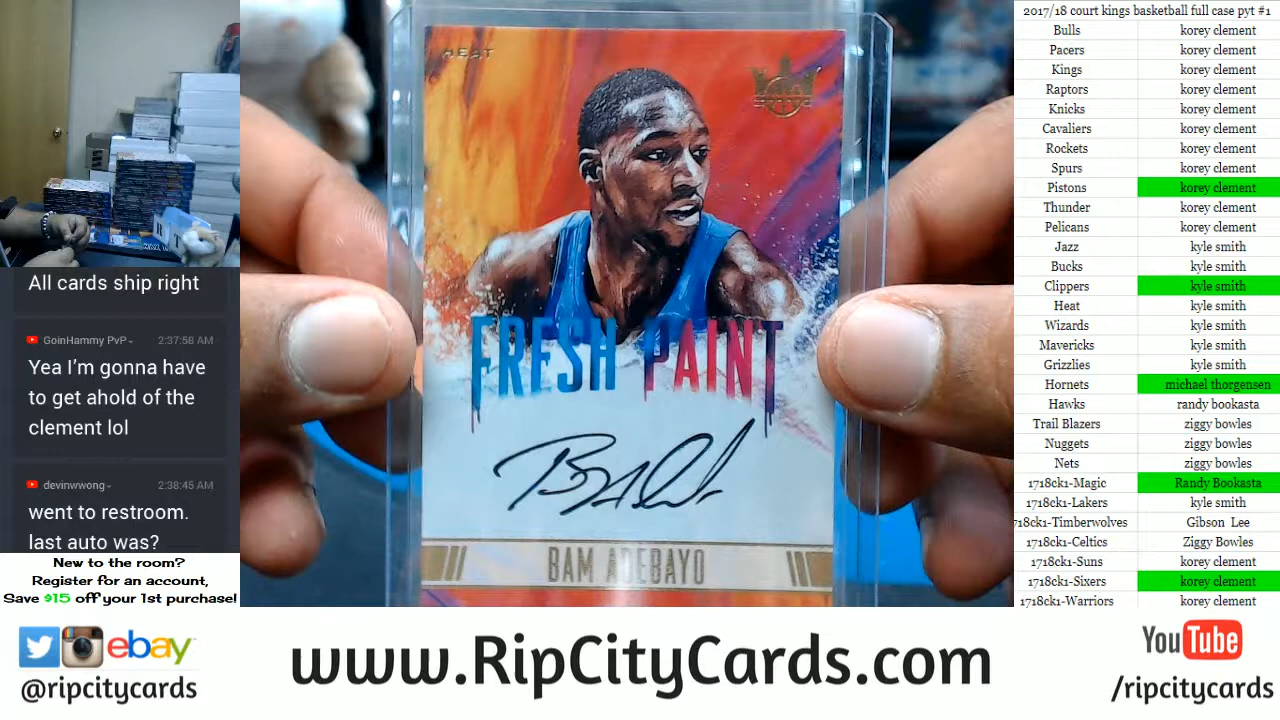 All cards ship right
GoinHammy PvP
2:37:58 AM
Yea I'm gonna have
to get ahold of the
clement lol
devinwwong
2:38:45 AM
went to restroom.
last auto was?
New to the room?
Register for an account,
Save $15 off your 1st purchase!
HEAT
FRESH PAINT
BAM ADEBAYO
2017/18 court kings basketball full case pyt #1
Bulls korey clement
Pacers korey clement
Kings korey clement
Raptors korey clement
Knicks korey clement
Cavaliers korey clement
Rockets korey clement
Spurs korey clement
Pistons korey clement
Thunder korey clement
Pelicans korey clement
Jazz kyle smith
Bucks kyle smith
Clippers kyle smith
Heat kyle smith
Wizards kyle smith
Mavericks kyle smith
Grizzlies kyle smith
Hornets michael thorgensen
Hawks randy bookasta
Trail Blazers ziggy bowles
Nuggets ziggy bowles
Nets ziggy bowles
1718ck1-Magic Randy Bookasta
1718ck1-Lakers kyle smith
718ck1-Timberwolves Gibson Lee
1718ck1-Celtics Ziggy Bowles
1718ck1-Suns korey clement
1718ck1-Sixers korey clement
1718ck1-Warriors korey clement
ebay
@ripcitycards
www.RipCityCards.com
YouTube
/ripcitycards